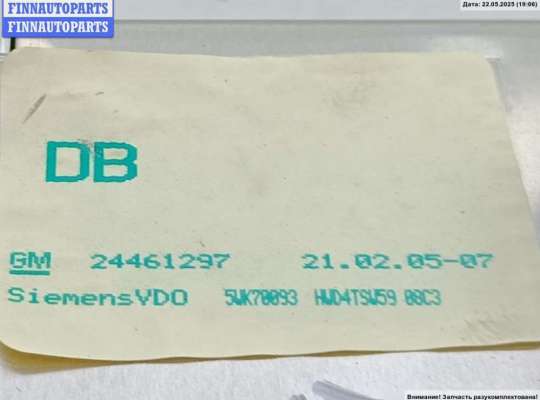 FINNAUTOPARTS
FINNAUTOPARTS
Дата: 22.05.2025 (19:06)
DB
GM 24461297 21.02.05-07
SiemensVDO 5WK70093 HWD4TSW59 08C3
Внимание! Запчасть разукомплектована!